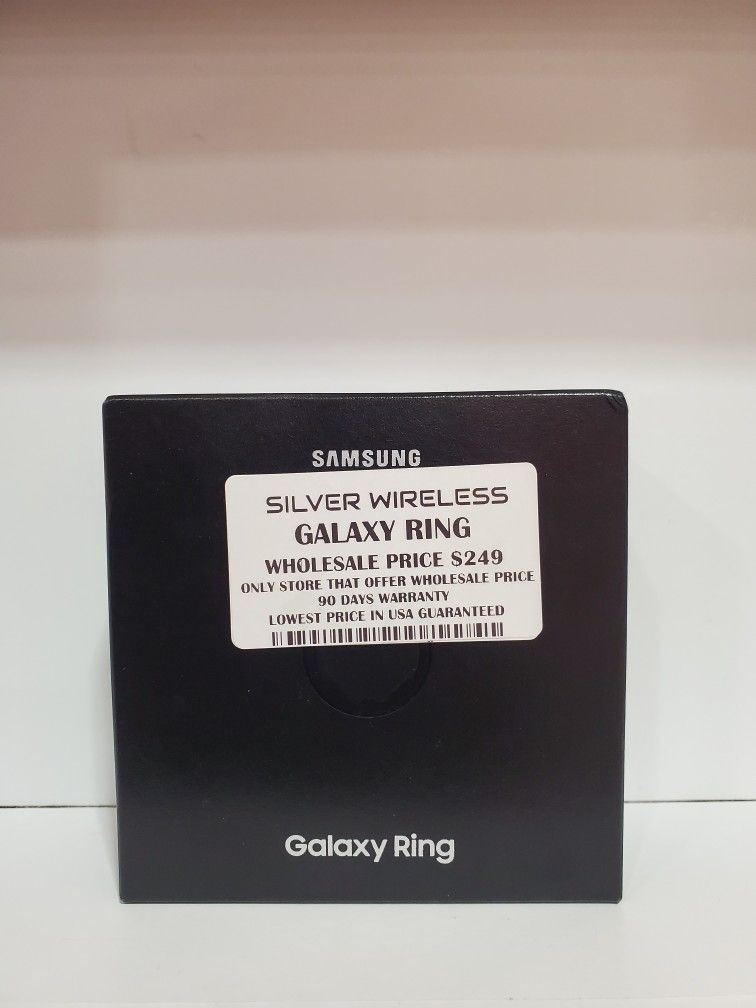 SAMSUNG
SILVER WIRELESS
GALAXY RING
WHOLESALE PRICE $249
ONLY STORE THAT OFFER WHOLESALE PRICE
90 DAYS WARRANTY
LOWEST PRICE IN USA GUARANTEED
Galaxy Ring